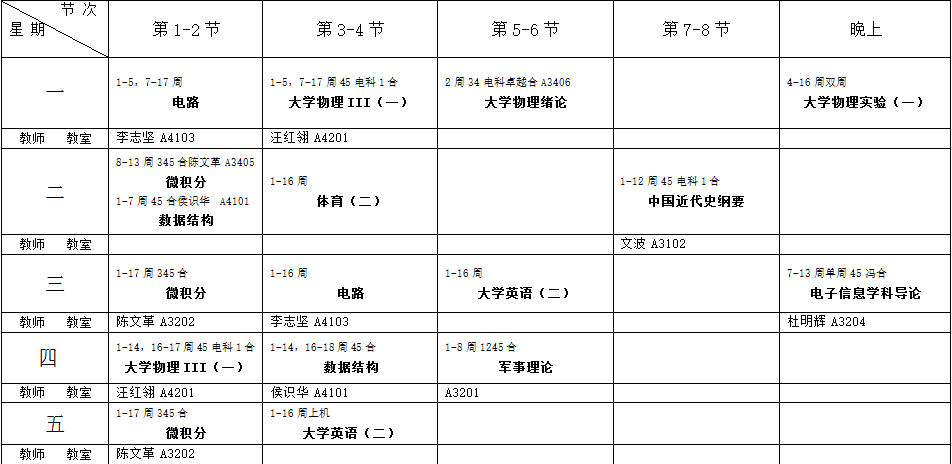 节 次
星 期
第 1-2 节
第 3-4 节
第 5-6 节
第 7-8 节
晚上
一
1-5，7-17 周
电路
1-5，7-17 周 45 电科 1 合
大学物理 III（一）
2 周 34 电科卓越合 A3406
大学物理绪论
4-16 周双周
大学物理实验（一）
教师 教室
李志坚 A4103
汪红翎 A4201
二
8-13 周 345 合陈文革 A3405
微积分
1-7 周 45 合侯识华 A4101
数据结构
1-16 周
体育（二）
1-12 周 45 电科 1 合
中国近代史纲要
教师 教室
文波 A3102
三
1-17 周 345 合
微积分
1-16 周
电路
1-16 周
大学英语（二）
7-13 周单周 45 冯合
电子信息学科导论
教师 教室
陈文革 A3202
李志坚 A4103
杜明辉 A3204
四
1-14，16-17 周 45 电科 1 合
大学物理 III（一）
1-14，16-18 周 45 合
数据结构
1-8 周 1245 合
军事理论
教师 教室
汪红翎 A4201
侯识华 A4101
A3201
五
1-17 周 345 合
微积分
1-16 周上机
大学英语（二）
教师 教室
陈文革 A3202